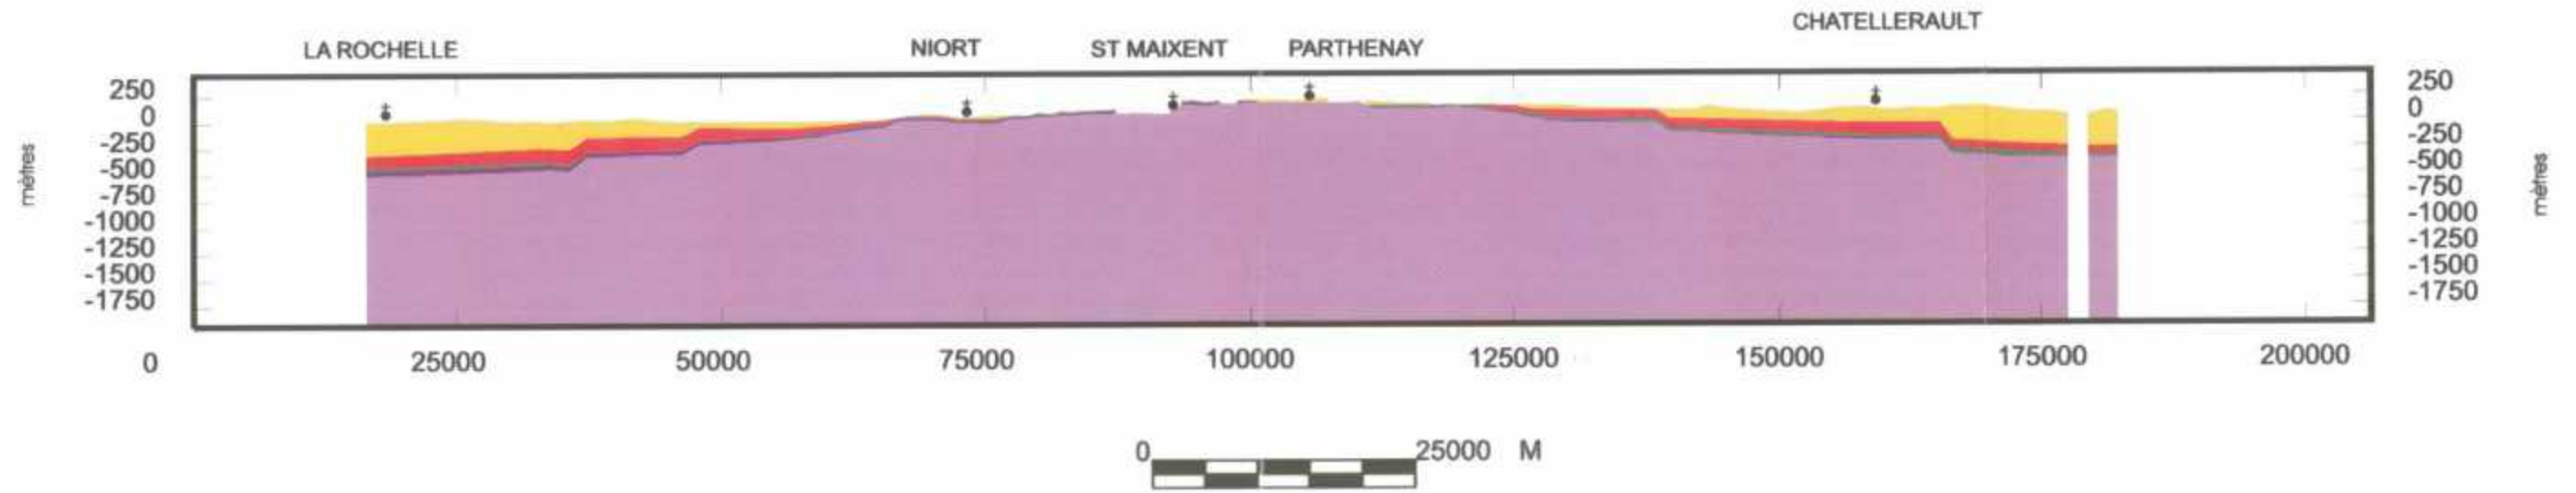 CHATELLERAULT
LA ROCHELLE NIORT ST MAIXENT PARTHENAY
250 250
0 0
-250 -250
-500 -500
-750 -750
-1000 -1000
-1250 -1250
-1500 -1500
-1750 -1750
mètres mètres
0 25000 50000 75000 100000 125000 150000 175000 200000
0 25000 M